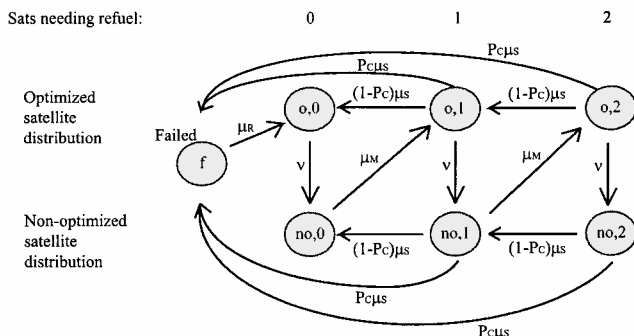 Sats needing refuel: 0 1 2
Pcμs
Pcμs
Optimized
satellite
distribution
o,0 (1-Pc)μs o,1 (1-Pc)μs o,2
Failed
μR
f
ν μM ν μM ν
Non-optimized
satellite
distribution
no,0 (1-Pc)μs no,1 (1-Pc)μs no,2
Pcμs
Pcμs